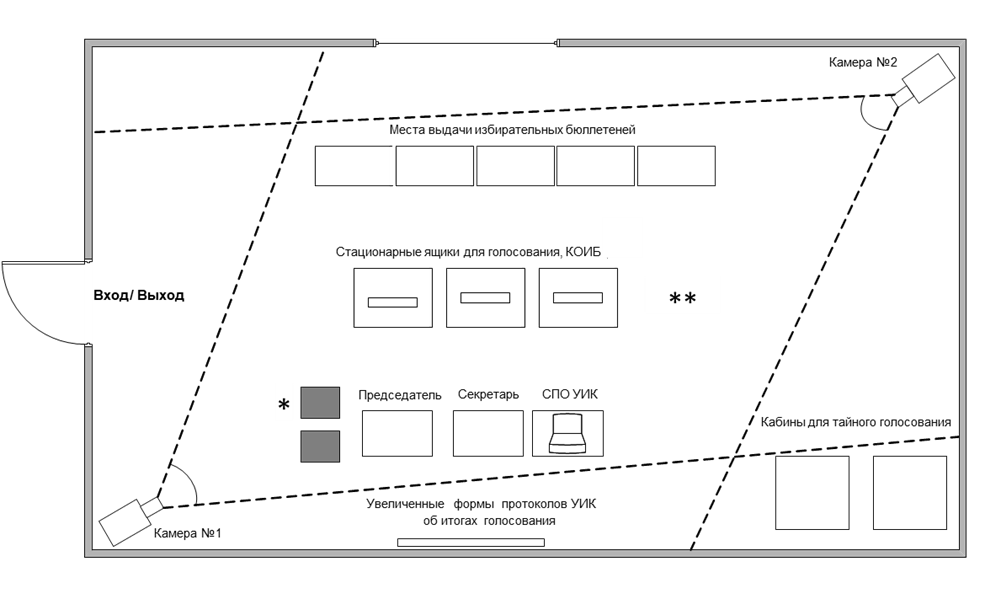 Камера №2
Места выдачи избирательных бюллетеней
Стационарные ящики для голосования, КОИБ
Вход/ Выход
**
*
Председатель
Секретарь
СПО УИК
Кабины для тайного голосования
Увеличенные формы протоколов УИК
об итогах голосования
Камера №1